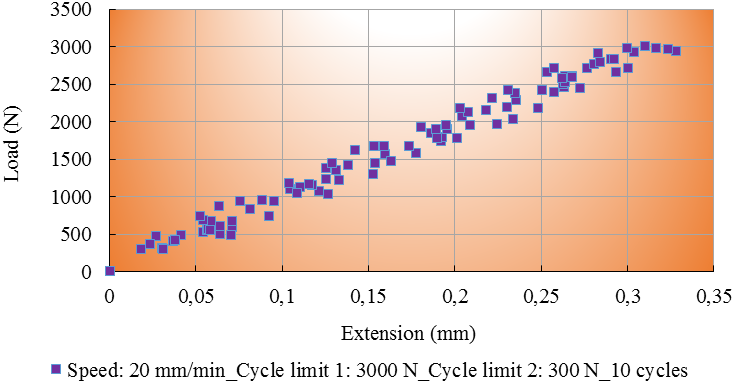 3500
3000
2500
2000
1500
1000
500
0
Load (N)
0 0,05 0,1 0,15 0,2 0,25 0,3 0,35
Extension (mm)
Speed: 20 mm/min_Cycle limit 1: 3000 N_Cycle limit 2: 300 N_10 cycles